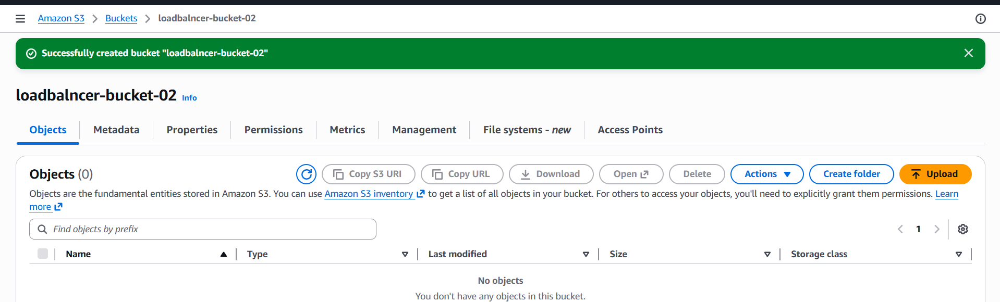 Amazon S3 > Buckets > loadbalncer-bucket-02
Successfully created bucket "loadbalncer-bucket-02"
loadbalncer-bucket-02 Info
Objects Metadata Properties Permissions Metrics Management File systems - new Access Points
Objects (0) Copy S3 URI Copy URL Download Open Delete Actions Create folder Upload
Objects are the fundamental entities stored in Amazon S3. You can use Amazon S3 inventory to get a list of all objects in your bucket. For others to access your objects, you'll need to explicitly grant them permissions. Learn
more
Find objects by prefix 1
Name Type Last modified Size Storage class
No objects
You don't have any objects in this bucket.